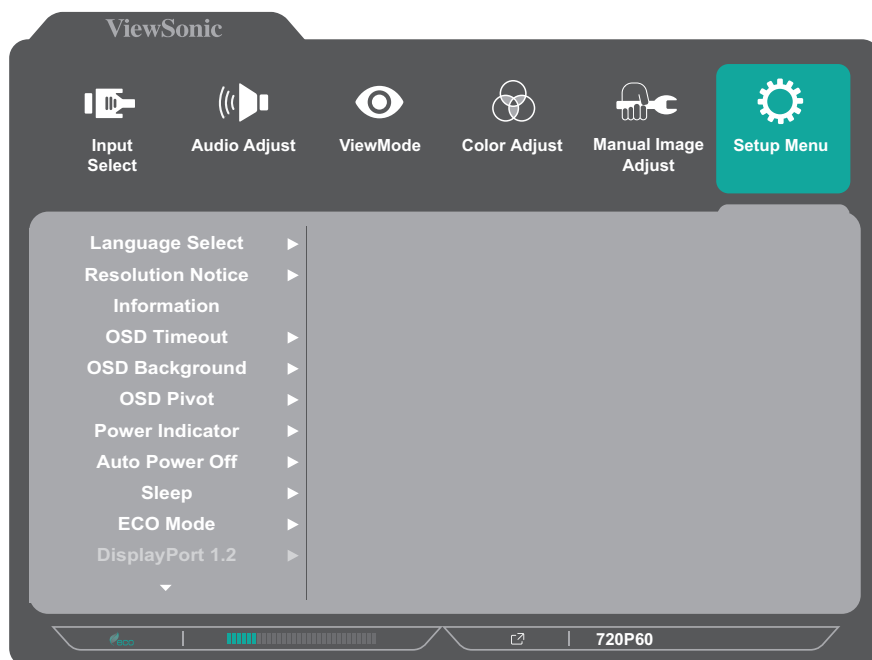 ViewSonic
Input
Select
Audio Adjust
ViewMode
Color Adjust
Manual Image
Adjust
Setup Menu
Language Select
Resolution Notice
Information
OSD Timeout
OSD Background
OSD Pivot
Power Indicator
Auto Power Off
Sleep
ECO Mode
DisplayPort 1.2
eco
720P60